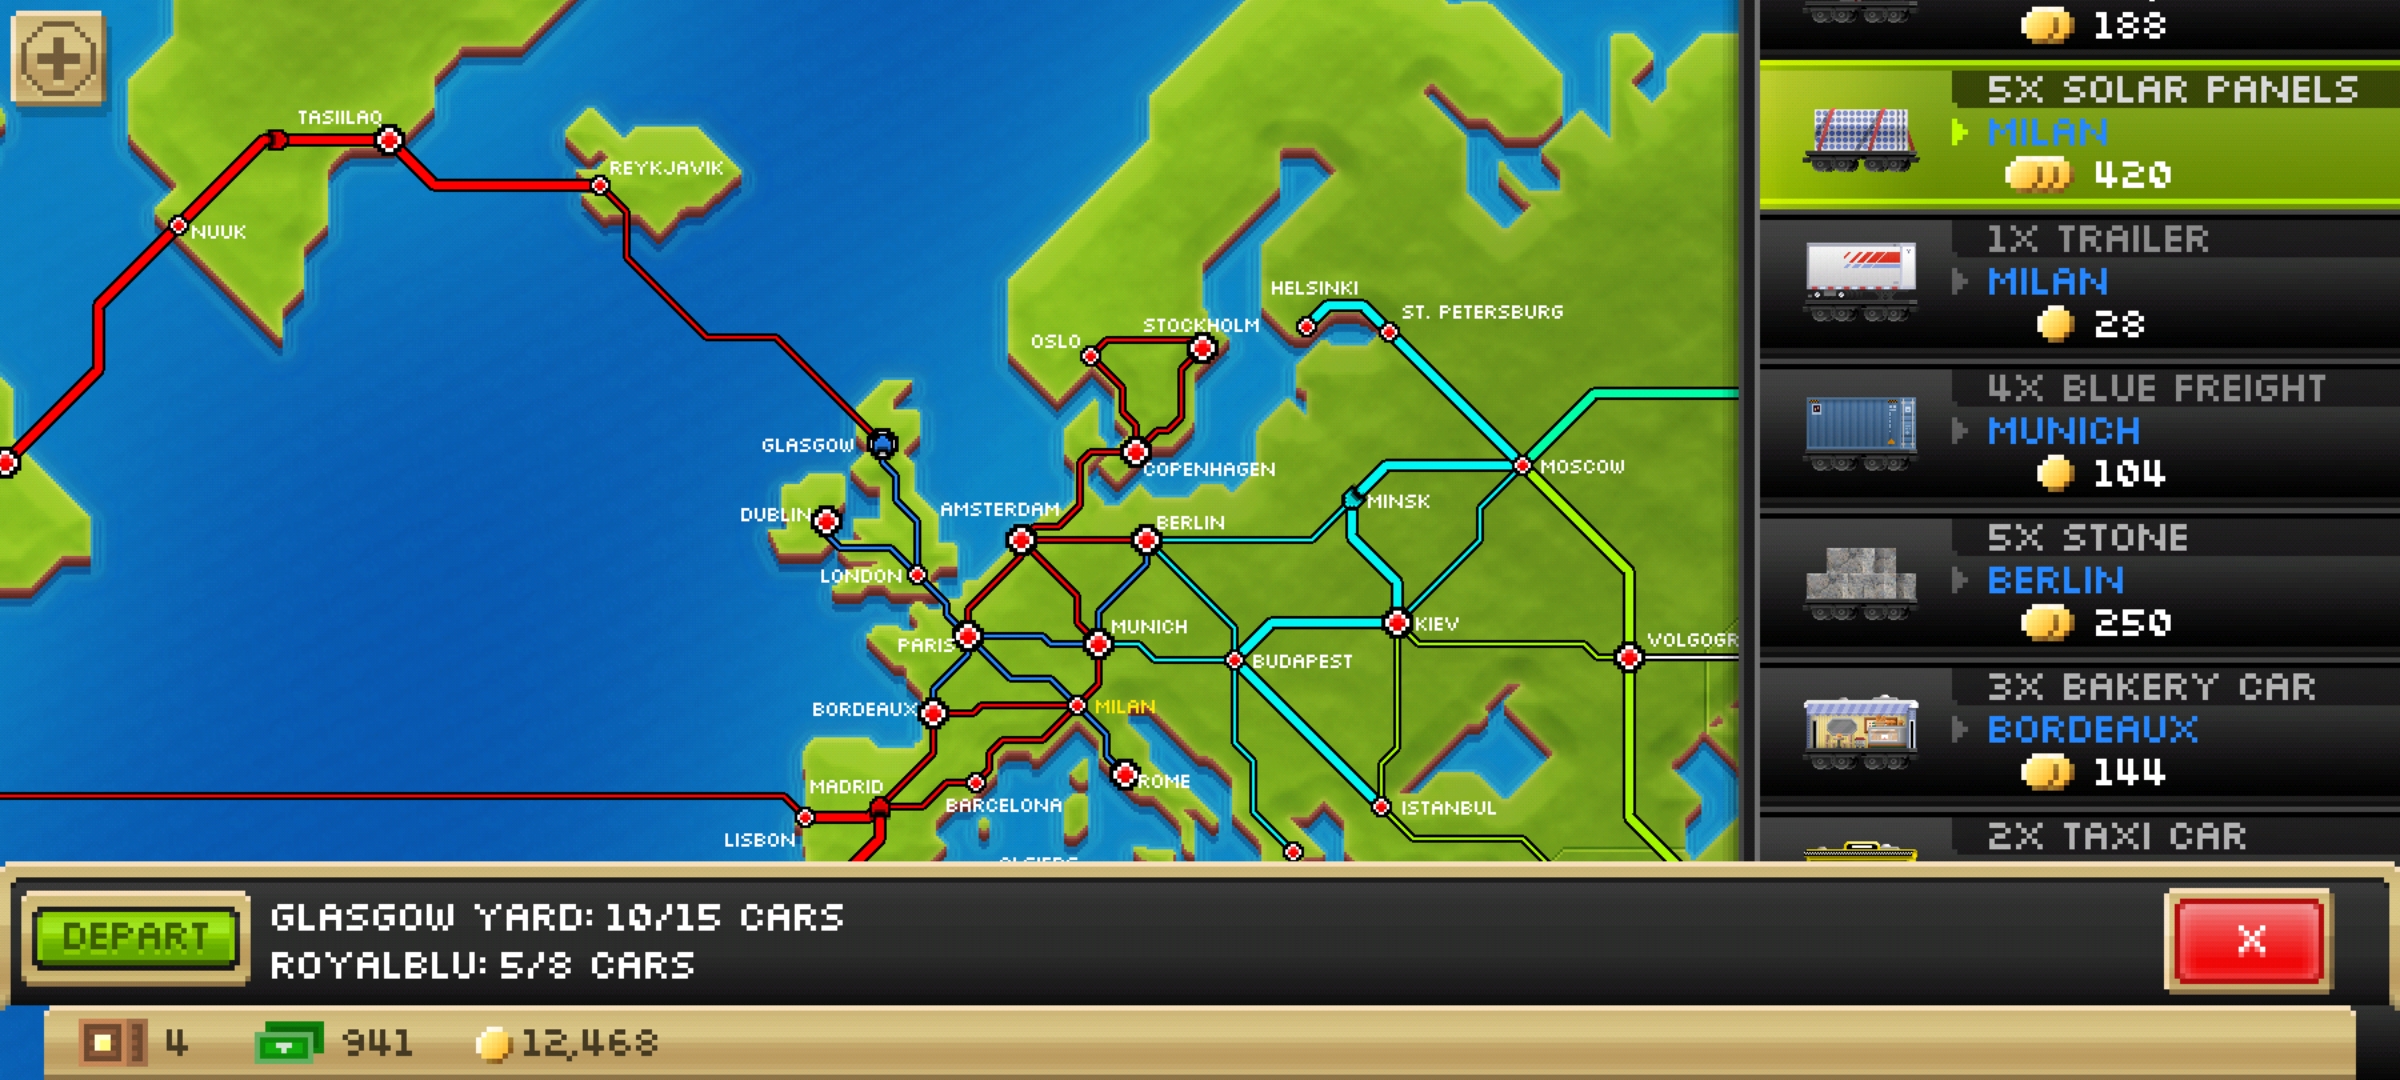 TASIILAQ
REYKJAVIK
NUUK
HELSINKI
ST. PETERSBURG
STOCKHOLM
OSLO
GLASGOW
COPENHAGEN
MOSCOW
MINSK
DUBLIN
AMSTERDAM
BERLIN
LONDON
PARIS
MUNICH
KIEV
VOLGOGR
BUDAPEST
BORDEAUX
MILAN
MADRID
ROME
BARCELONA
ISTANBUL
LISBON
188
5X SOLAR PANELS
MILAN
420
1X TRAILER
MILAN
28
4X BLUE FREIGHT
MUNICH
104
5X STONE
BERLIN
250
3X BAKERY CAR
BORDEAUX
144
2X TAXI CAR
DEPART
GLASGOW YARD: 10/15 CARS
ROYALBLU: 5/8 CARS
X
4
941
12,468